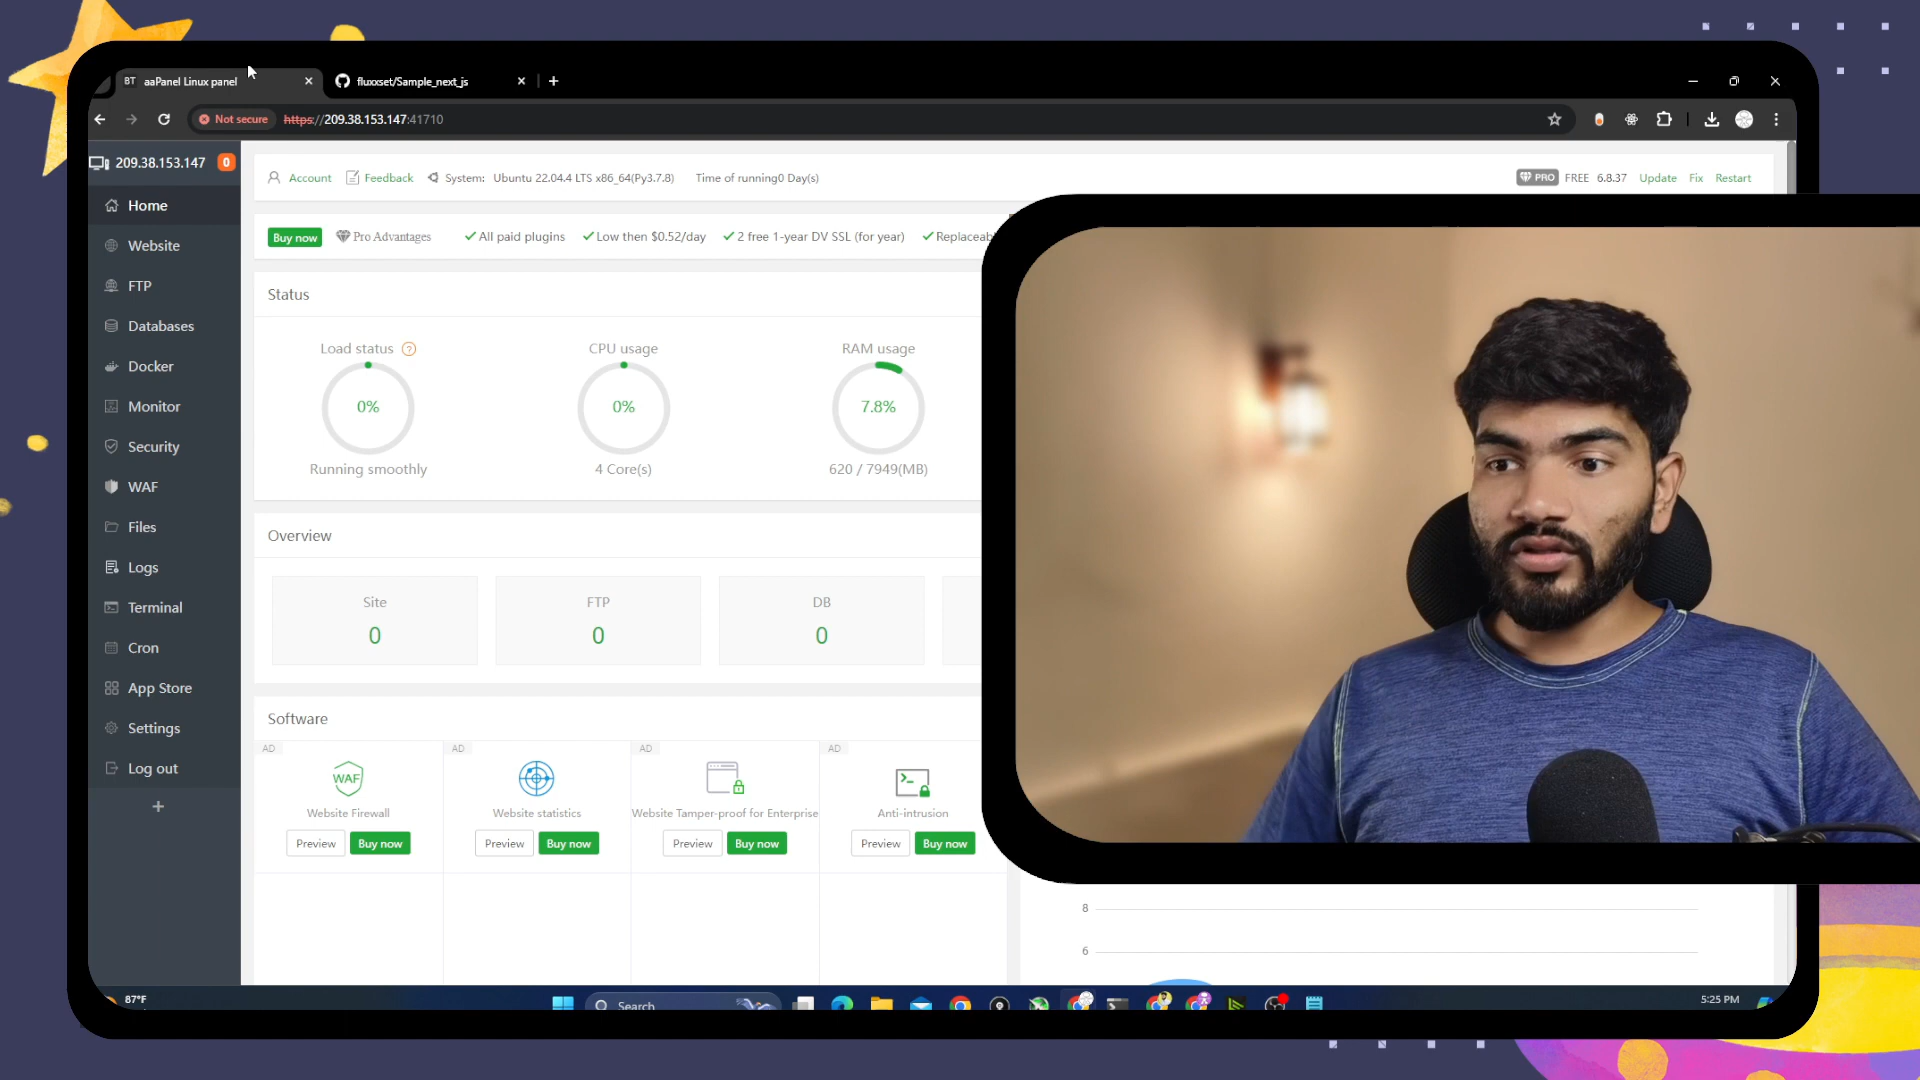 BT aaPanel Linux panel
fluxxset/Sample_next_js
Not secure https://209.38.153.147:41710
209.38.153.147 0
Account Feedback System: Ubuntu 22.04.4 LTS x86_64(Py3.7.8) Time of running0 Day(s)
PRO FREE 6.8.37 Update Fix Restart
Home
Website
FTP
Databases
Docker
Monitor
Security
WAF
Files
Logs
Terminal
Cron
App Store
Settings
Log out
Buy now Pro Advantages All paid plugins Low then $0.52/day 2 free 1-year DV SSL (for year)
Status
Load status ? CPU usage RAM usage
0% 0% 7.8%
Running smoothly 4 Core(s) 620 / 7949(MB)
Overview
Site FTP DB
0 0 0
Software
AD AD AD AD
WAF
Website Firewall Website statistics Website Tamper-proof for Enterprise Anti-intrusion
Preview Buy now Preview Buy now Preview Buy now Preview Buy now
8
6
87°F
Search
5:25 PM